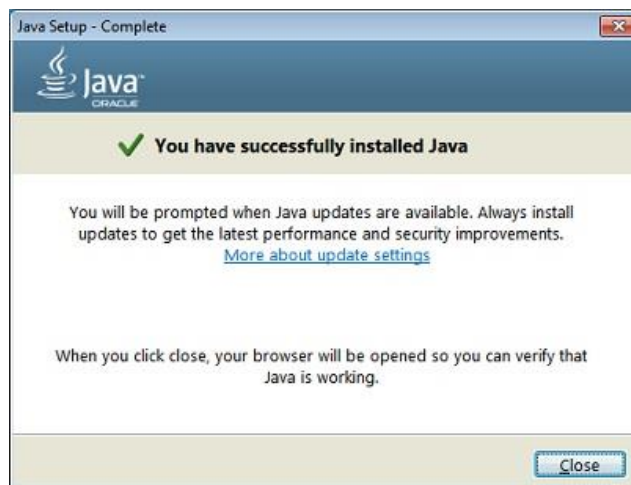 Java Setup - Complete
Java™
ORACLE
You have successfully installed Java
You will be prompted when Java updates are available. Always install
updates to get the latest performance and security improvements.
More about update settings
When you click close, your browser will be opened so you can verify that
Java is working.
Close